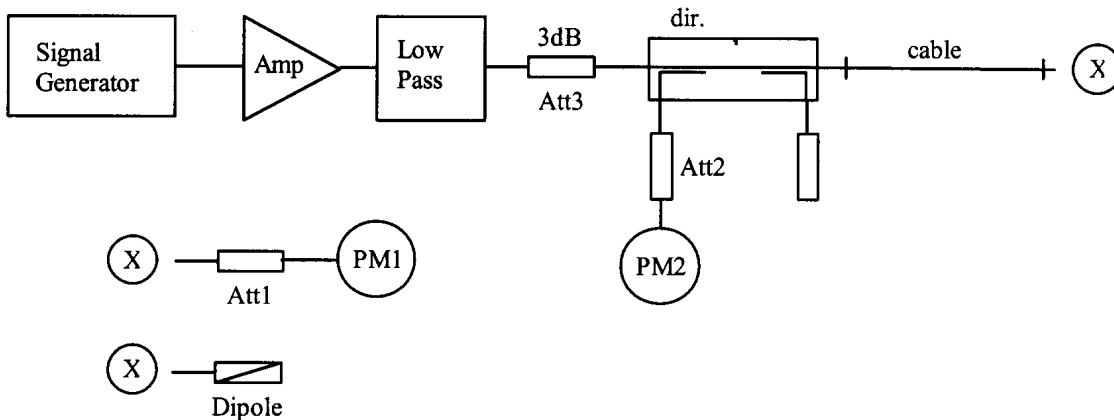 dir.
3dB
Signal
Generator
Amp
Low
Pass
cable
X
Att3
Att2
X
PM1
PM2
Att1
X
Dipole